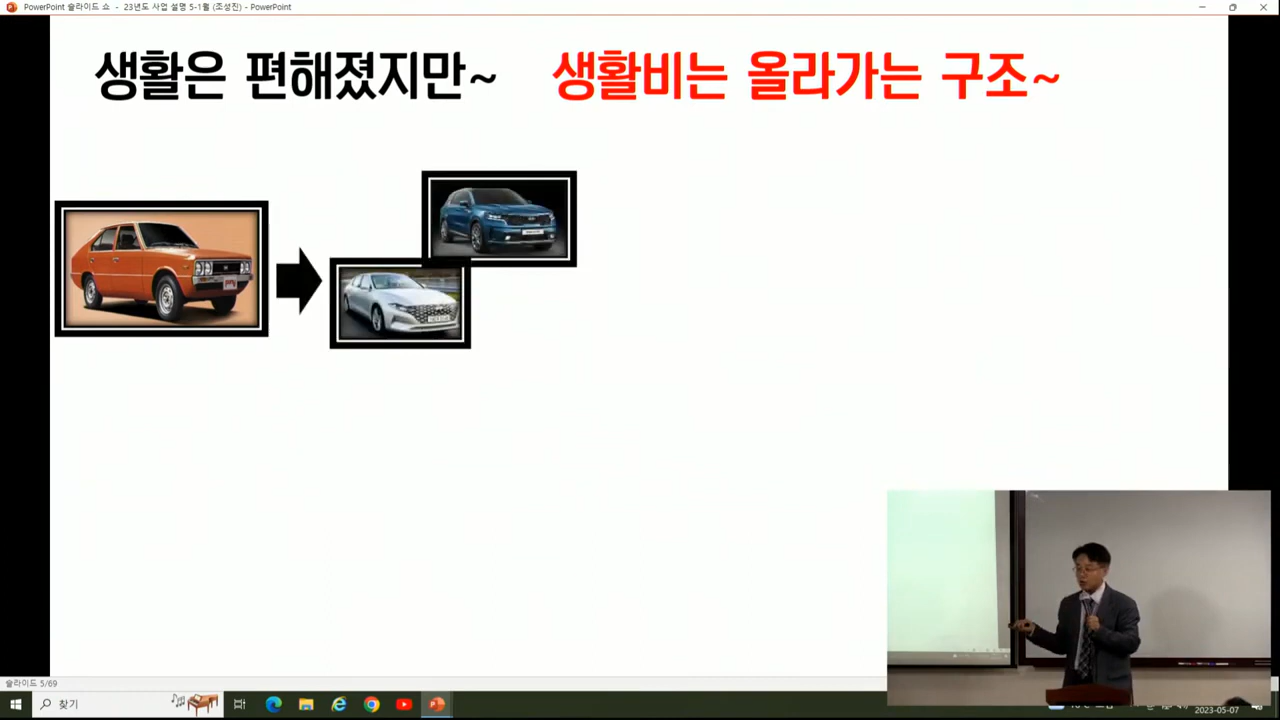 PowerPoint 슬라이드 쇼 - 23년도 사업 설명 5-1월 (조성진) - PowerPoint
생활은 편해졌지만~ 생활비는 올라가는 구조~
슬라이드 5/69
찾기
2023-05-07